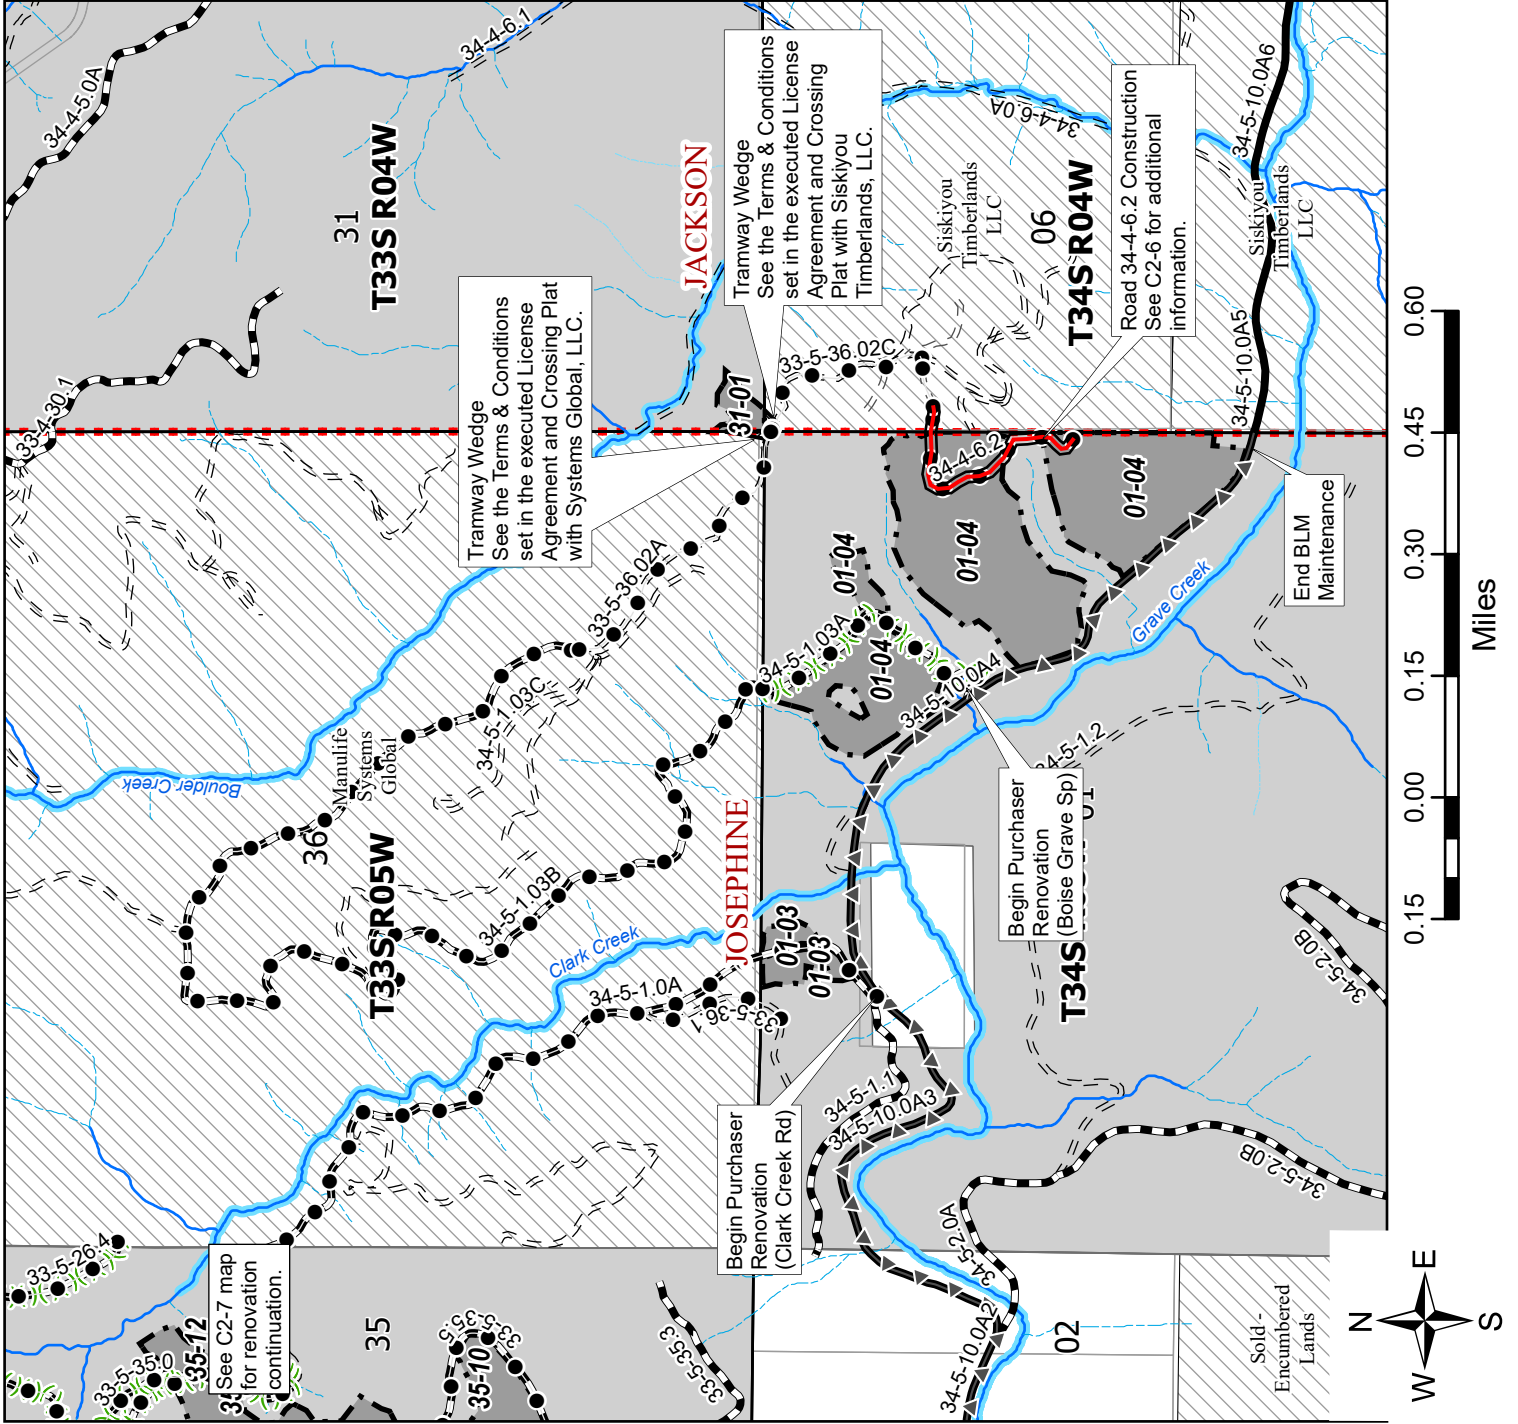 34-4-5.0A
34-4-6.1
31
T33S R04W
33-4-30.1
JACKSON
Tramway Wedge
See the Terms & Conditions
set in the executed License
Agreement and Crossing Plat
with Systems Global, LLC.
Tramway Wedge
See the Terms & Conditions
set in the executed License
Agreement and Crossing
Plat with Siskiyou
Timberlands, LLC.
31-01
33-5-36.02C
34-4-6.0A
Siskiyou
Timberlands
LLC
06
T34S R04W
Road 34-4-6.2 Construction
See C2-6 for additional
information.
34-5-10.0A6
Siskiyou
Timberlands
LLC
34-5-10.0A5
34-4-6.2
01-04
01-04
01-04
01-04
End BLM
Maintenance
Grave Creek
33-5-36.02A
34-5-1.03A
34-5-1.03C
34-5-10.0A4
34-5-1.2
Boulder Creek
Manulife
Systems
Global
36
T33S R05W
34-5-1.03B
Clark Creek
JOSEPHINE
01-03
01-03
Begin Purchaser
Renovation
(Boise Grave Sp)
01
T34S
34-5-2.0B
34-5-1.0A
33-5-36.1
34-5-1.1
34-5-10.0A3
Begin Purchaser
Renovation
(Clark Creek Rd)
34-5-2.0B
34-5-2.0A
34-5-10.0A2
02
Sold -
Encumbered
Lands
33-5-26.4
See C2-7 map
for renovation
continuation.
35-12
33-5-35.0
35
35-10
33-5-35.3
0.15
0.00
0.15
0.30
0.45
0.60
Miles
N
W
E
S